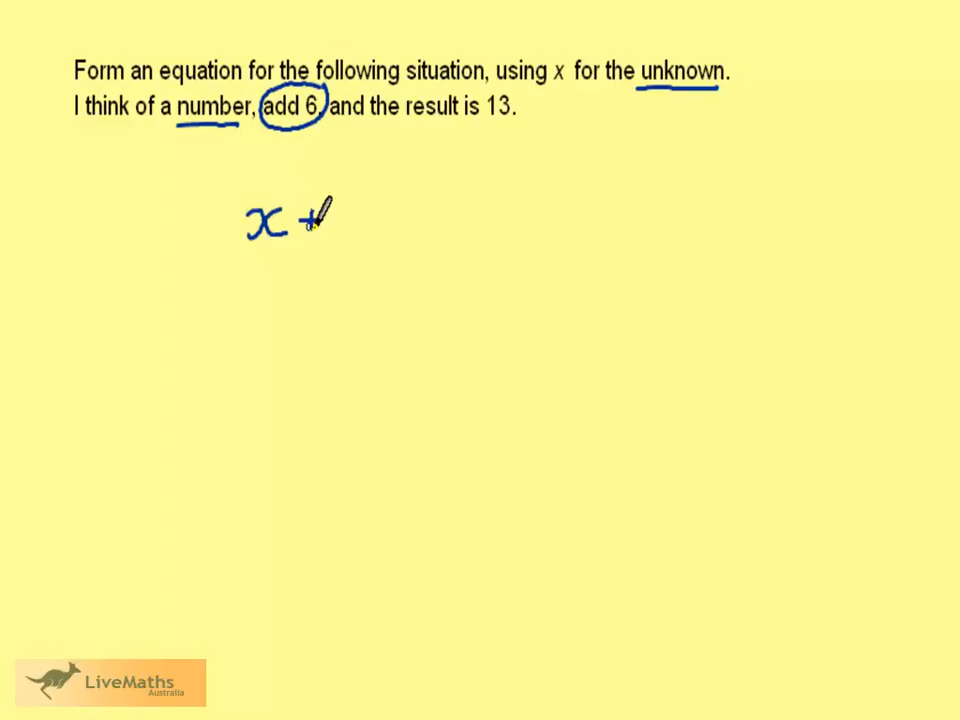 Form an equation for the following situation, using x for the unknown.
I think of a number, add 6, and the result is 13.
x +
LiveMaths
Australia